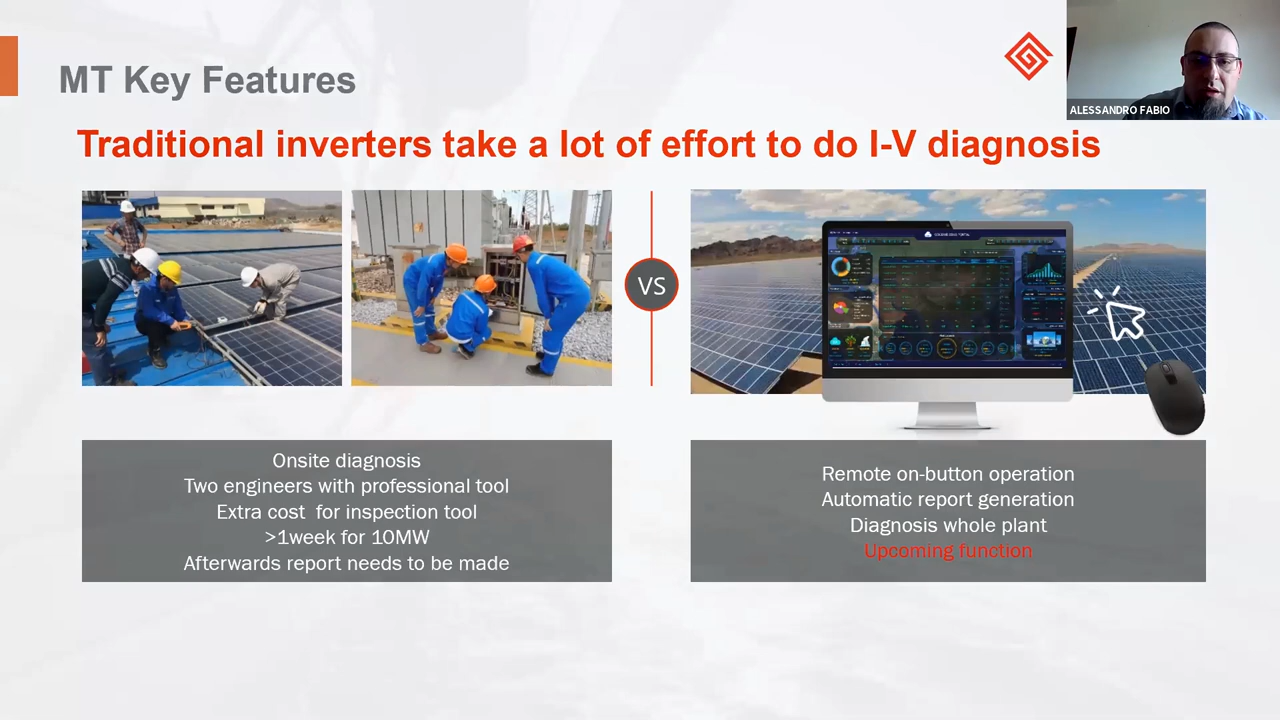 ALESSANDRO FABIO
MT Key Features
Traditional inverters take a lot of effort to do I-V diagnosis
VS
Onsite diagnosis
Two engineers with professional tool
Extra cost  for inspection tool
>1week for 10MW
Afterwards report needs to be made
Remote on-button operation
Automatic report generation
Diagnosis whole plant
Upcoming function